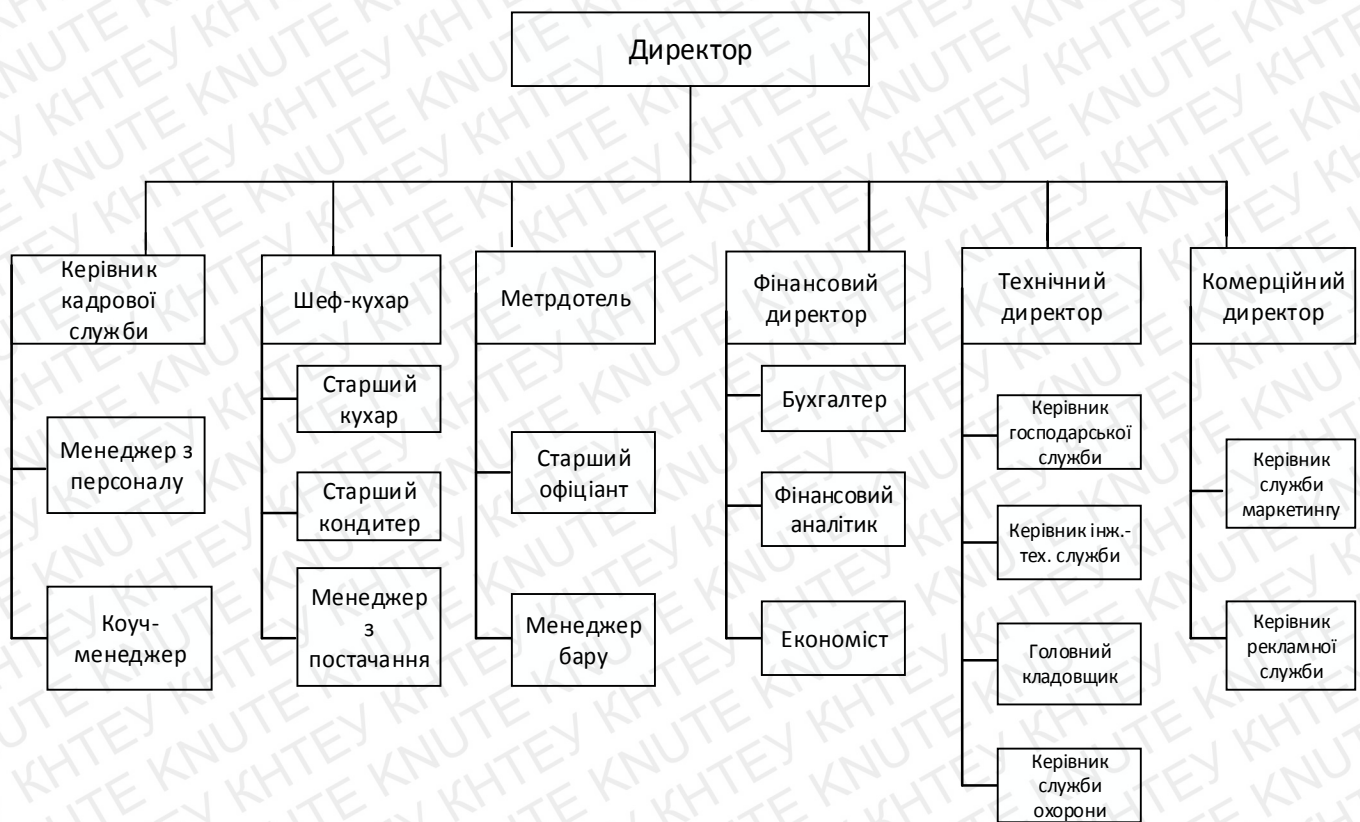 Директор
Керівник
кадрової
служби
Менеджер з
персоналу
Коуч-
менеджер
Шеф-кухар
Старший
кухар
Старший
кондитер
Менеджер
з
постачання
Метрдотель
Старший
офіціант
Менеджер
бару
Фінансовий
директор
Бухгалтер
Фінансовий
аналітик
Економіст
Технічний
директор
Керівник
господарської
служби
Керівник інж.-
тех. служби
Головний
кладовщик
Керівник
служби
охорони
Комерційний
директор
Керівник
служби
маркетингу
Керівник
рекламної
служби